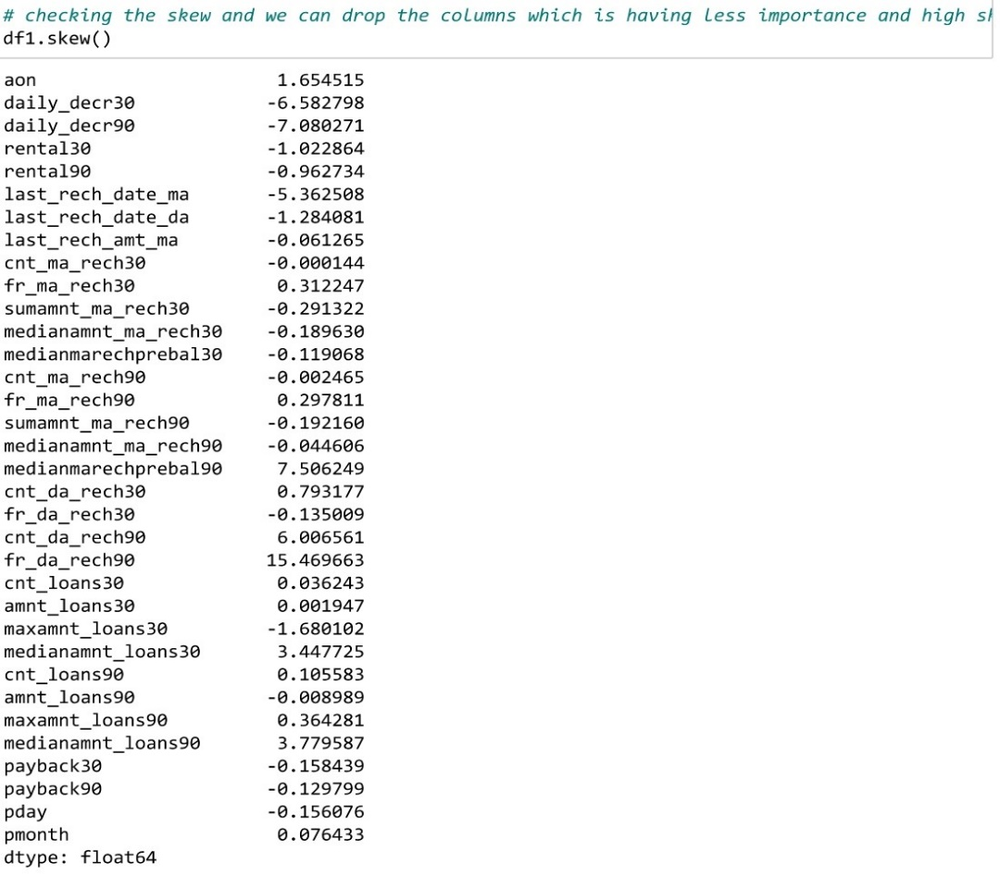 # checking the skew and we can drop the columns which is having less importance and high
df1.skew()
aon 1.654515
daily_decr30 -6.582798
daily_decr90 -7.080271
rental30 -1.022864
rental90 -0.962734
last_rech_date_ma -5.362508
last_rech_date_da -1.284081
last_rech_amt_ma -0.061265
cnt_ma_rech30 -0.000144
fr_ma_rech30 0.312247
sumamnt_ma_rech30 -0.291322
medianamnt_ma_rech30 -0.189630
medianmarechprebal30 -0.119068
cnt_ma_rech90 -0.002465
fr_ma_rech90 0.297811
sumamnt_ma_rech90 -0.192160
medianamnt_ma_rech90 -0.044606
medianmarechprebal90 7.506249
cnt_da_rech30 0.793177
fr_da_rech30 -0.135009
cnt_da_rech90 6.006561
fr_da_rech90 15.469663
cnt_loans30 0.036243
amnt_loans30 0.001947
maxamnt_loans30 -1.680102
medianamnt_loans30 3.447725
cnt_loans90 0.105583
amnt_loans90 -0.008989
maxamnt_loans90 0.364281
medianamnt_loans90 3.779587
payback30 -0.158439
payback90 -0.129799
pday -0.156076
pmonth 0.076433
dtype: float64